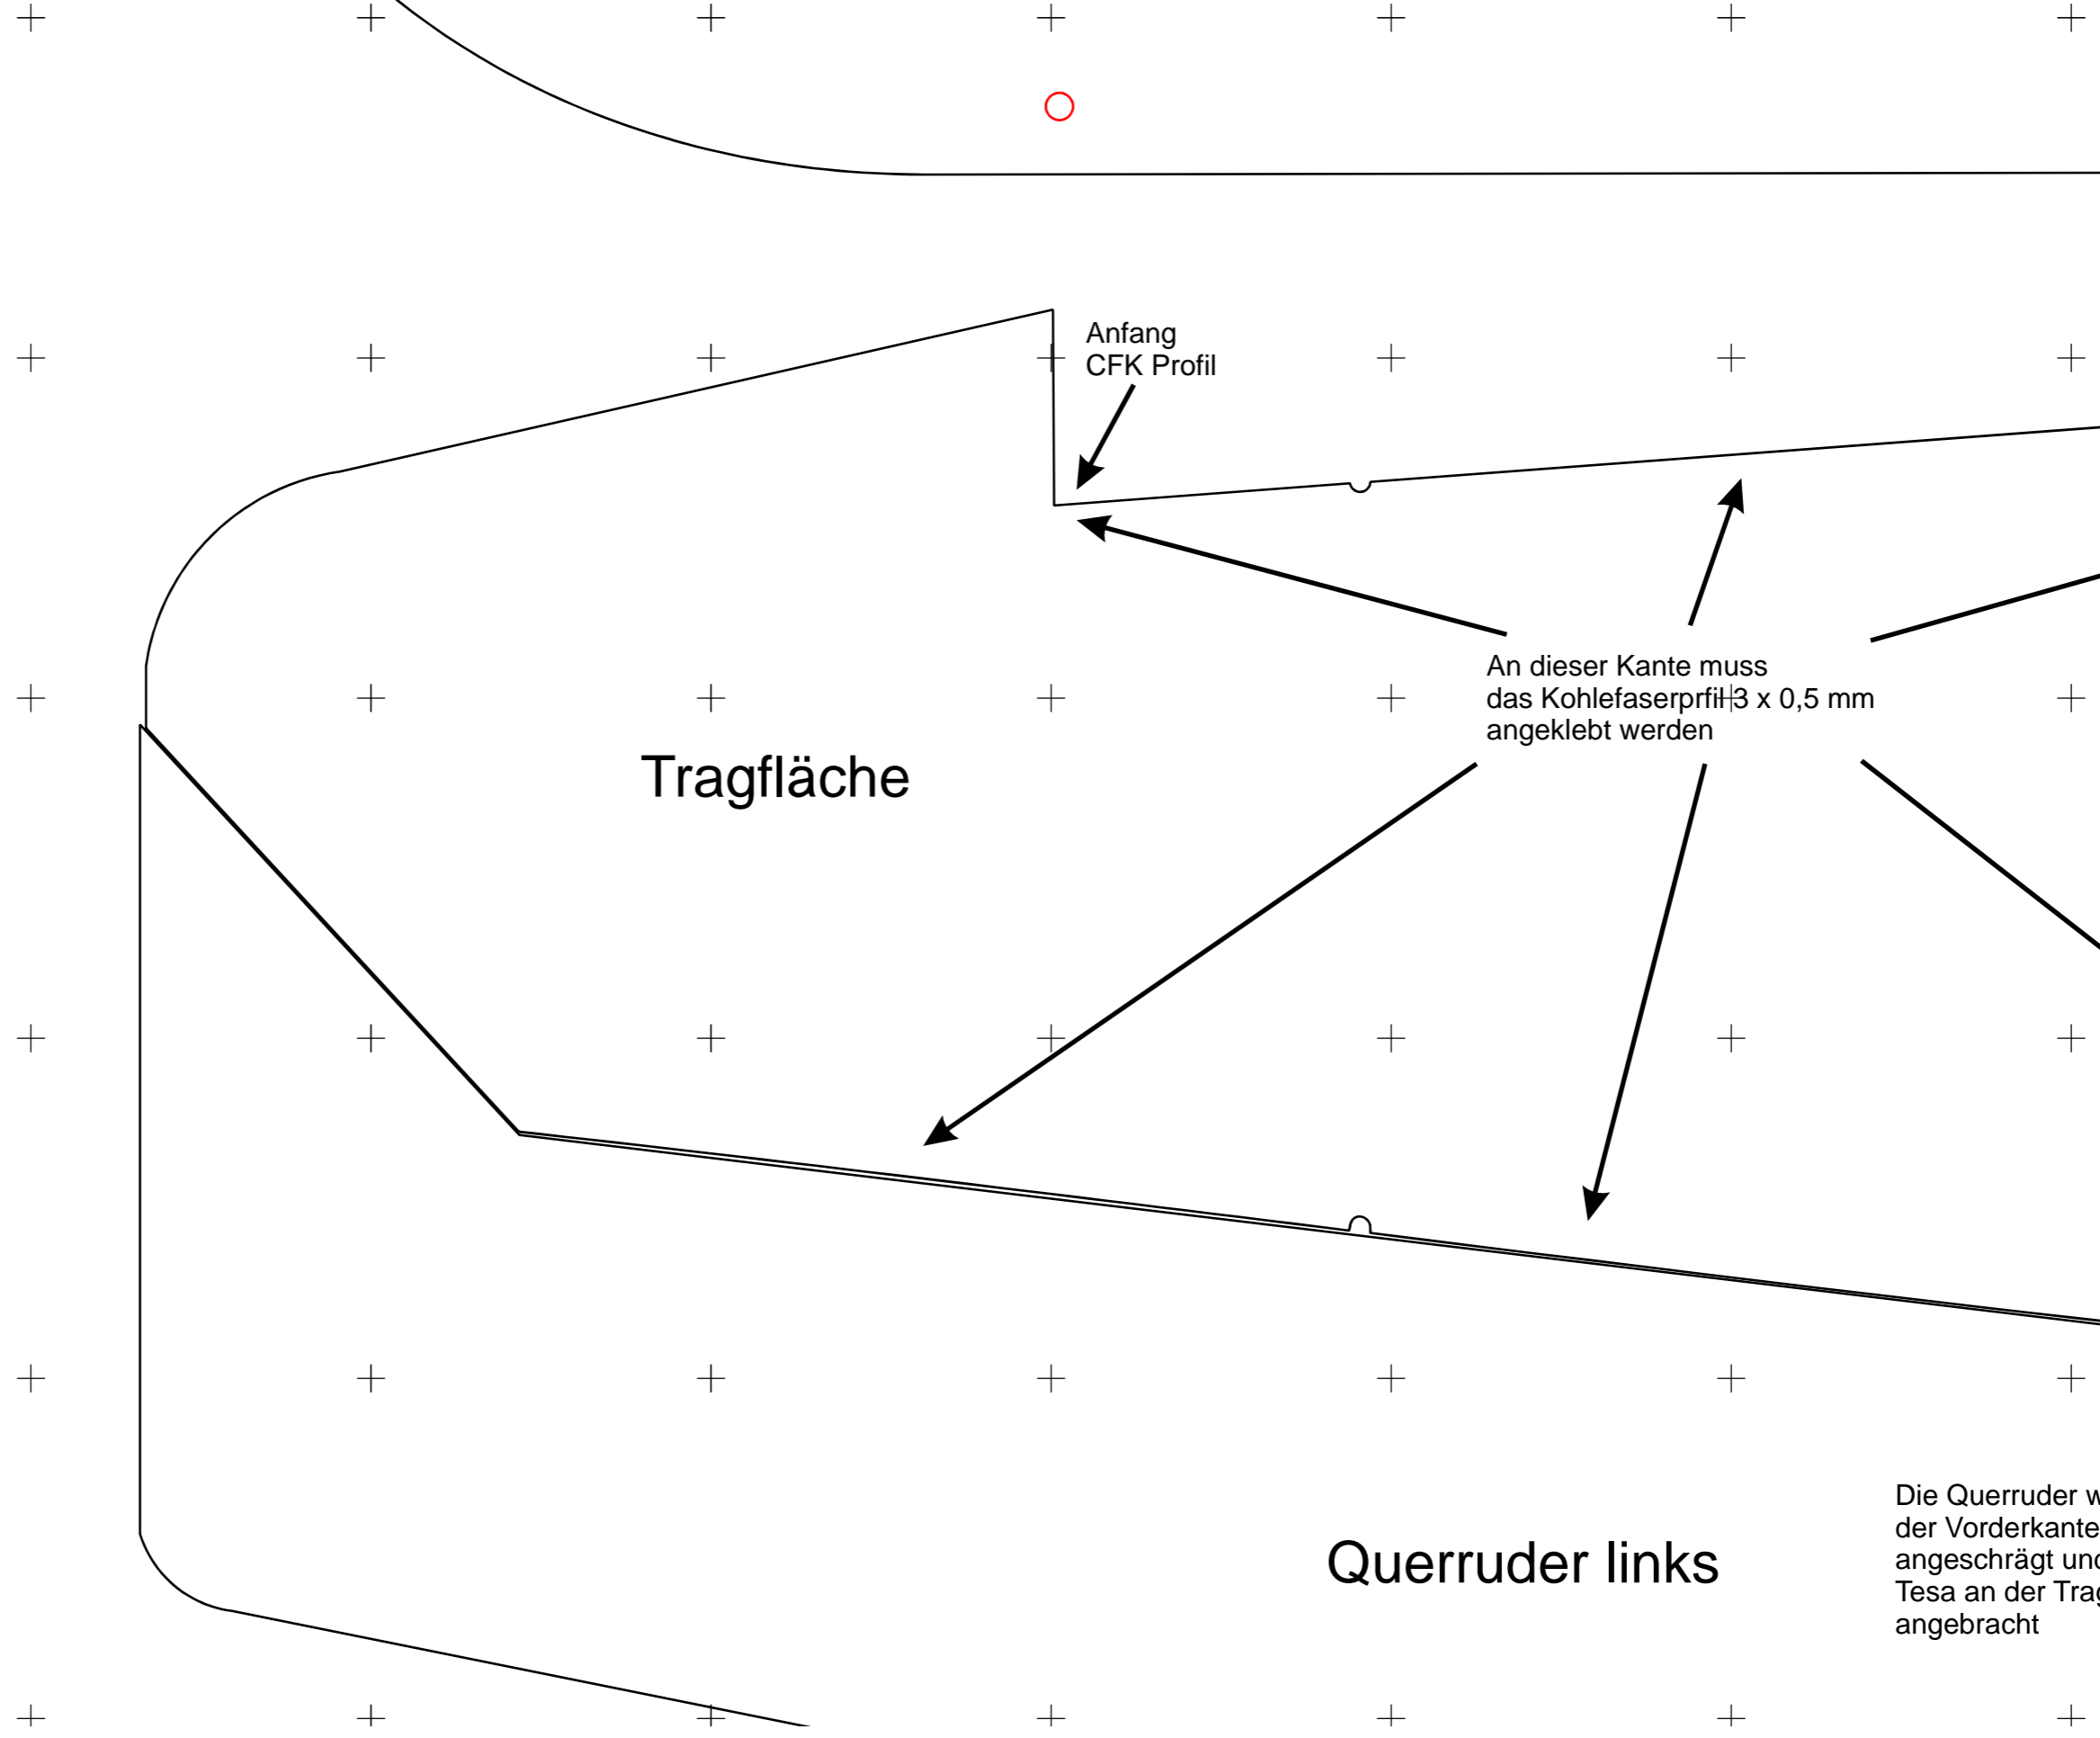 Anfang
CFK Profil
An dieser Kante muss
das Kohlefaserprfil 3 x 0,5 mm
angeklebt werden
Tragfläche
Die Querruder
der Vorderkante
angeschrägt
Querruder links
Tesa an der
angebracht